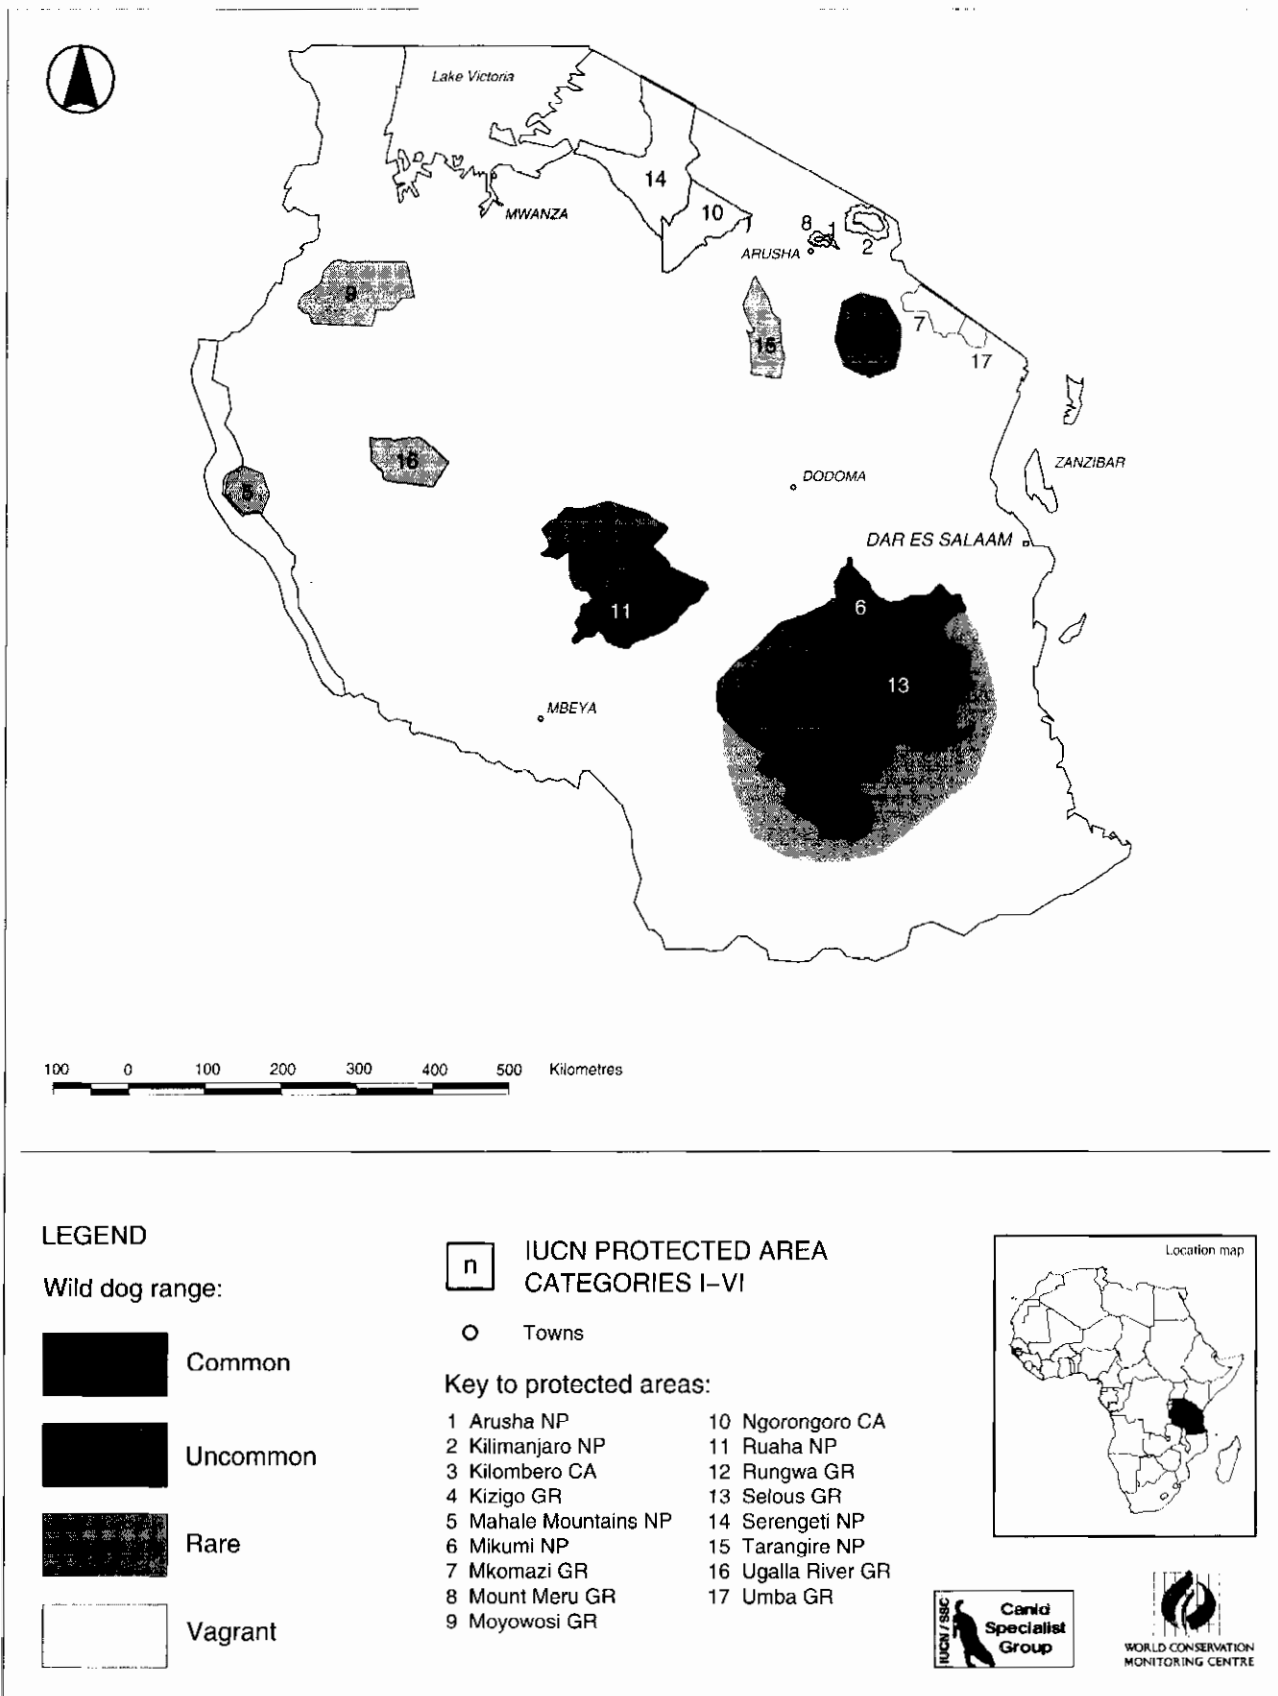 Lake Victoria
14
MWANZA
10
8
1
2
ARUSHA
9
7
15
17
16
5
ZANZIBAR
DODOMA
DAR ES SALAAM
11
6
13
MBEYA
100 0 100 200 300 400 500 Kilometres
LEGEND
Wild dog range:
Common
Uncommon
Rare
Vagrant
n IUCN PROTECTED AREA
CATEGORIES I–VI
Towns
Key to protected areas:
1 Arusha NP
2 Kilimanjaro NP
3 Kilombero CA
4 Kizigo GR
5 Mahale Mountains NP
6 Mikumi NP
7 Mkomazi GR
8 Mount Meru GR
9 Moyowosi GR
10 Ngorongoro CA
11 Ruaha NP
12 Rungwa GR
13 Selous GR
14 Serengeti NP
15 Tarangire NP
16 Ugalla River GR
17 Umba GR
Location map
IUCN / SSC
Canid
Specialist
Group
WORLD CONSERVATION
MONITORING CENTRE